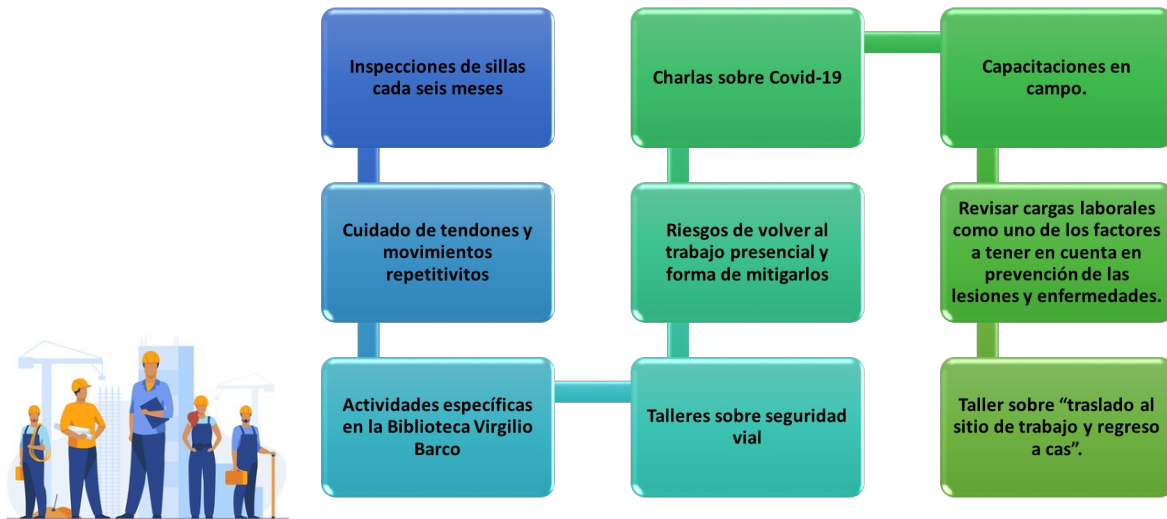 Inspecciones de sillas
cada seis meses
Cuidado de tendones y
movimientos
repetitivitos
Actividades específicas
en la Biblioteca Virgilio
Barco
Talleres sobre seguridad
vial
Riesgos de volver al
trabajo presencial y
forma de mitigarlos
Charlas sobre Covid-19
Capacitaciones en
campo.
Revisar cargas laborales
como uno de los factores
a tener en cuenta en
prevención de las
lesiones y enfermedades.
Taller sobre “traslado al
sitio de trabajo y regreso
a cas”.